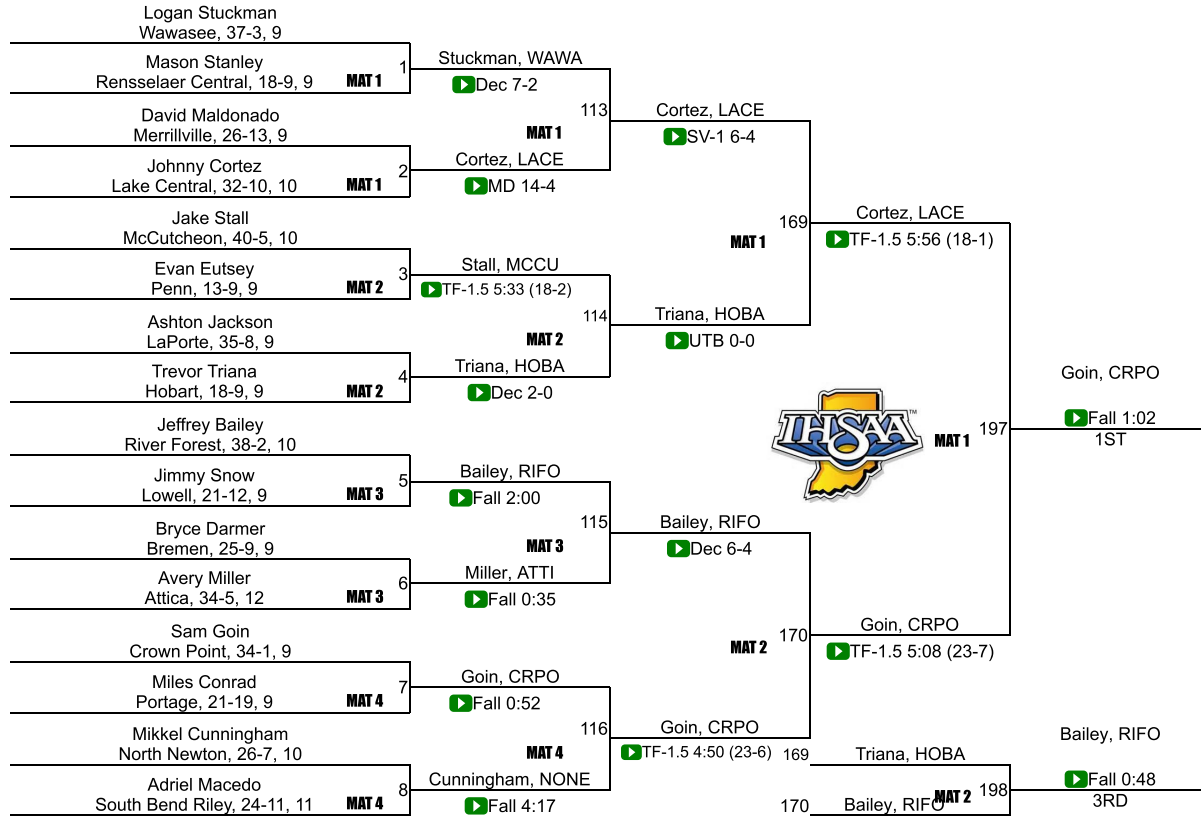 Logan Stuckman
Wawasee, 37-3, 9
Mason Stanley
Rensselaer Central, 18-9, 9
MAT 1
1
David Maldonado
Merrillville, 26-13, 9
Johnny Cortez
Lake Central, 32-10, 10
MAT 1
2
Jake Stall
McCutcheon, 40-5, 10
Evan Eutsey
Penn, 13-9, 9
MAT 2
3
Ashton Jackson
LaPorte, 35-8, 9
Trevor Triana
Hobart, 18-9, 9
MAT 2
4
Jeffrey Bailey
River Forest, 38-2, 10
Jimmy Snow
Lowell, 21-12, 9
MAT 3
5
Bryce Darmer
Bremen, 25-9, 9
Avery Miller
Attica, 34-5, 12
MAT 3
6
Sam Goin
Crown Point, 34-1, 9
Miles Conrad
Portage, 21-19, 9
MAT 4
7
Mikkel Cunningham
North Newton, 26-7, 10
Adriel Macedo
South Bend Riley, 24-11, 11
MAT 4
8
Stuckman, WAWA
Dec 7-2
113
MAT 1
Cortez, LACE
MD 14-4
Stall, MCCU
TF-1.5 5:33 (18-2)
114
MAT 2
Triana, HOBA
Dec 2-0
Bailey, RIFO
Fall 2:00
115
MAT 3
Miller, ATTI
Fall 0:35
Goin, CRPO
Fall 0:52
116
MAT 4
Cunningham, NONE
Fall 4:17
Cortez, LACE
SV-1 6-4
169
MAT 1
Triana, HOBA
UTB 0-0
Bailey, RIFO
Dec 6-4
170
MAT 2
Goin, CRPO
TF-1.5 4:50 (23-6)
Cortez, LACE
TF-1.5 5:56 (18-1)
IHSAA
™
197
MAT 1
Goin, CRPO
TF-1.5 5:08 (23-7)
Goin, CRPO
Fall 1:02
1ST
169
Triana, HOBA
170
Bailey, RIFO
MAT 2
198
Bailey, RIFO
Fall 0:48
3RD